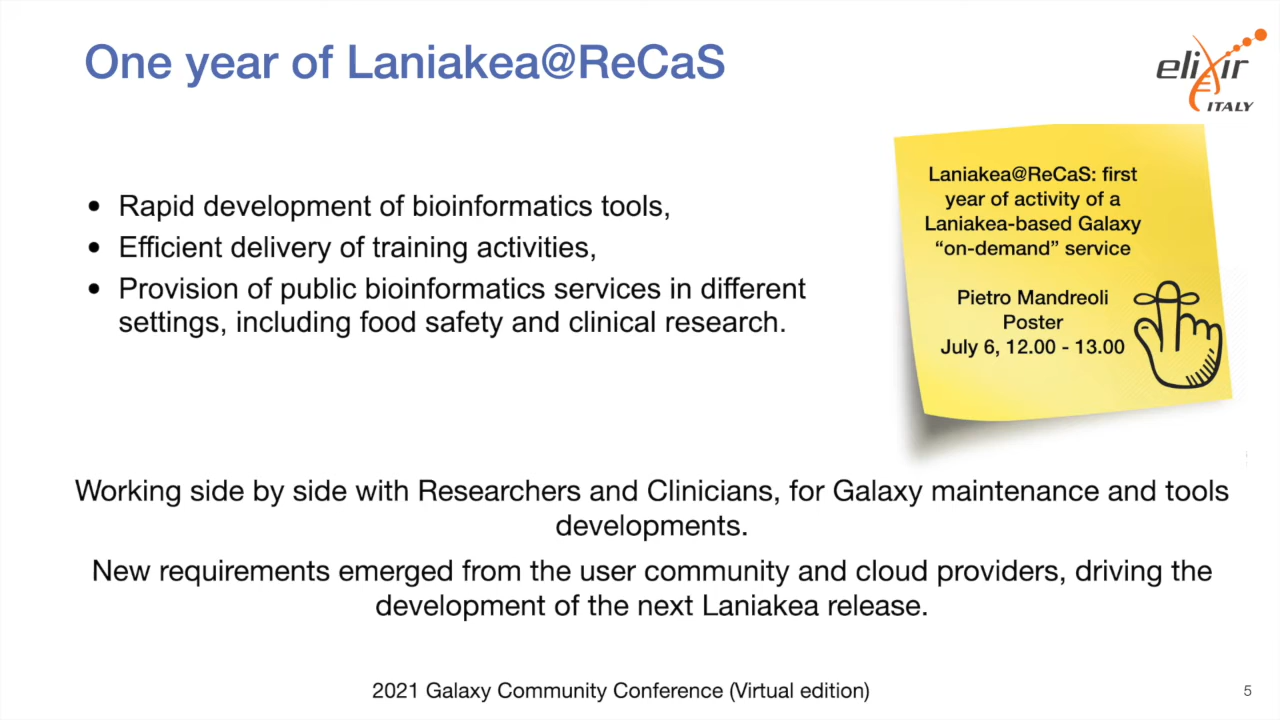 One year of Laniakea@ReCaS
elixir
ITALY
• Rapid development of bioinformatics tools,
• Efficient delivery of training activities,
• Provision of public bioinformatics services in different
settings, including food safety and clinical research.
Laniakea@ReCaS: first
year of activity of a
Laniakea-based Galaxy
“on-demand” service
Pietro Mandreoli
Poster
July 6, 12.00 - 13.00
Working side by side with Researchers and Clinicians, for Galaxy maintenance and tools
developments.
New requirements emerged from the user community and cloud providers, driving the
development of the next Laniakea release.
2021 Galaxy Community Conference (Virtual edition)
5